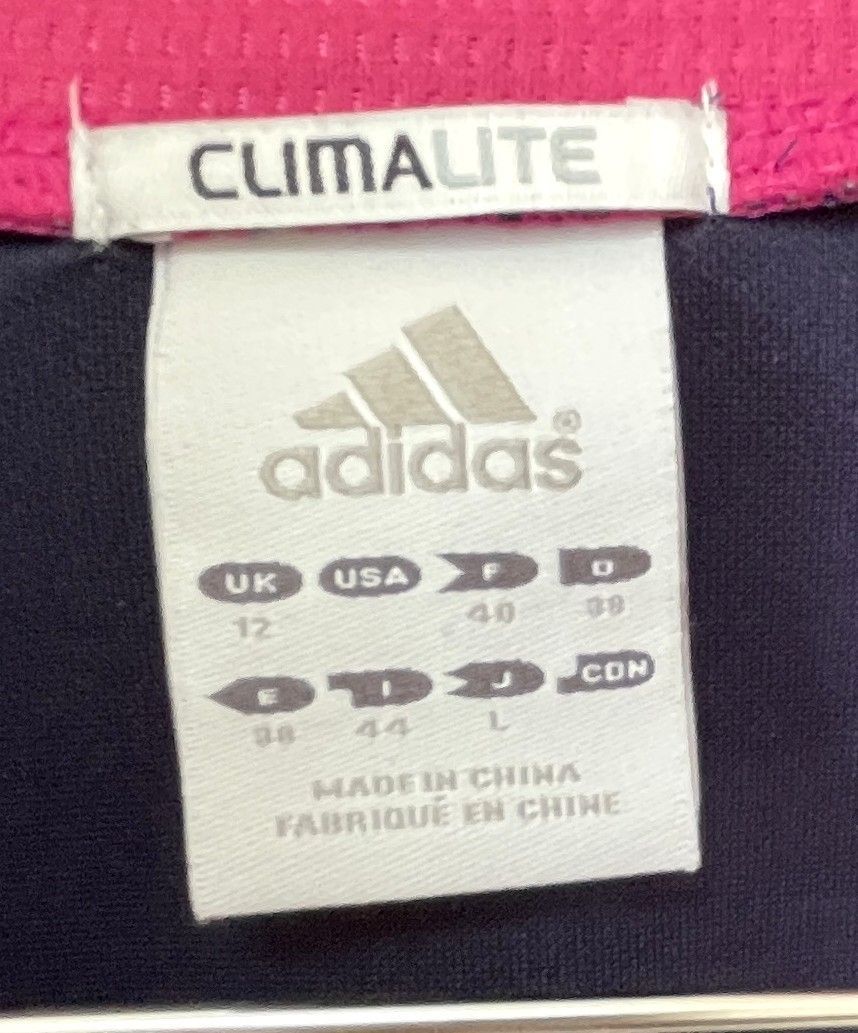 CLIMALITE
adidas®
UK USA F D
12 40 38
E I J CON
38 44 L
MADE IN CHINA
FABRIQUÉ EN CHINE